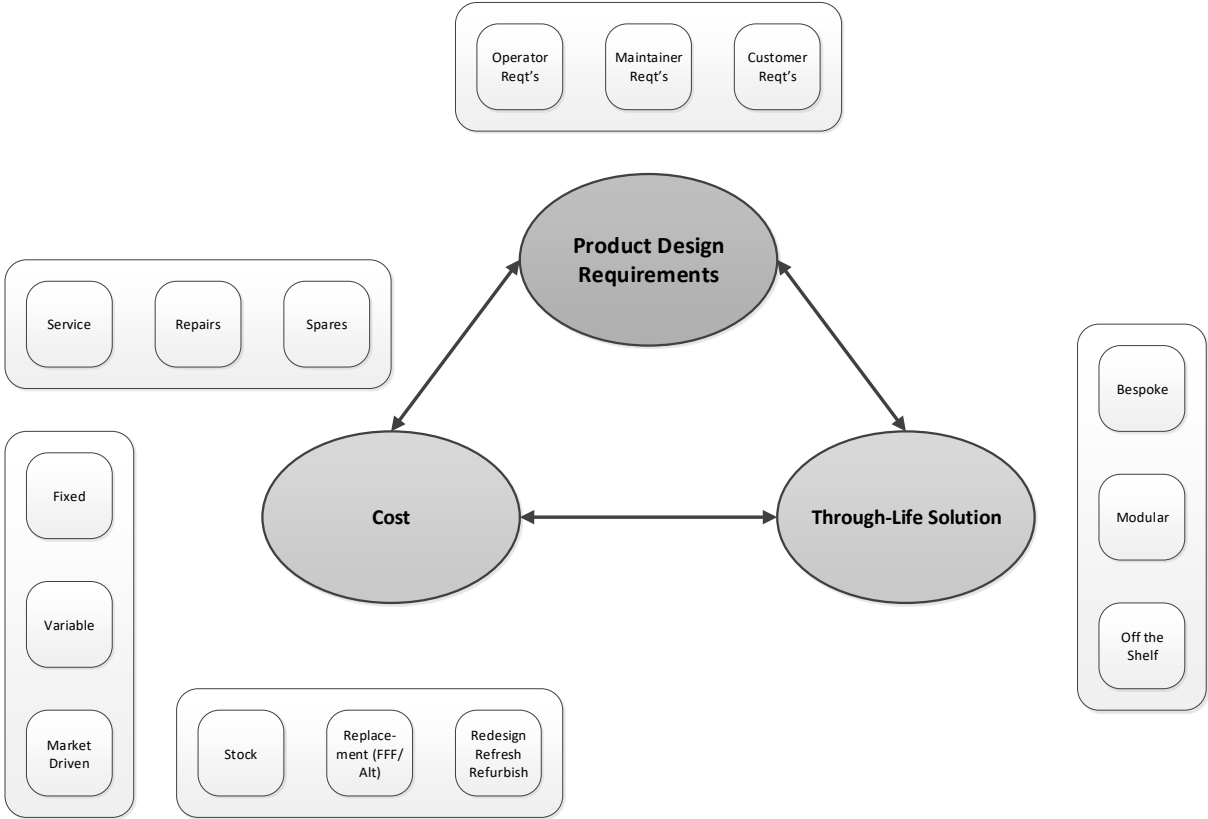 Operator
Reqt's
Maintainer
Reqt's
Customer
Reqt's
Product Design
Requirements
Service
Repairs
Spares
Bespoke
Fixed
Cost
Through-Life Solution
Modular
Variable
Off the
Shelf
Market
Driven
Stock
Replace-
ment (FFF/
Alt)
Redesign
Refresh
Refurbish